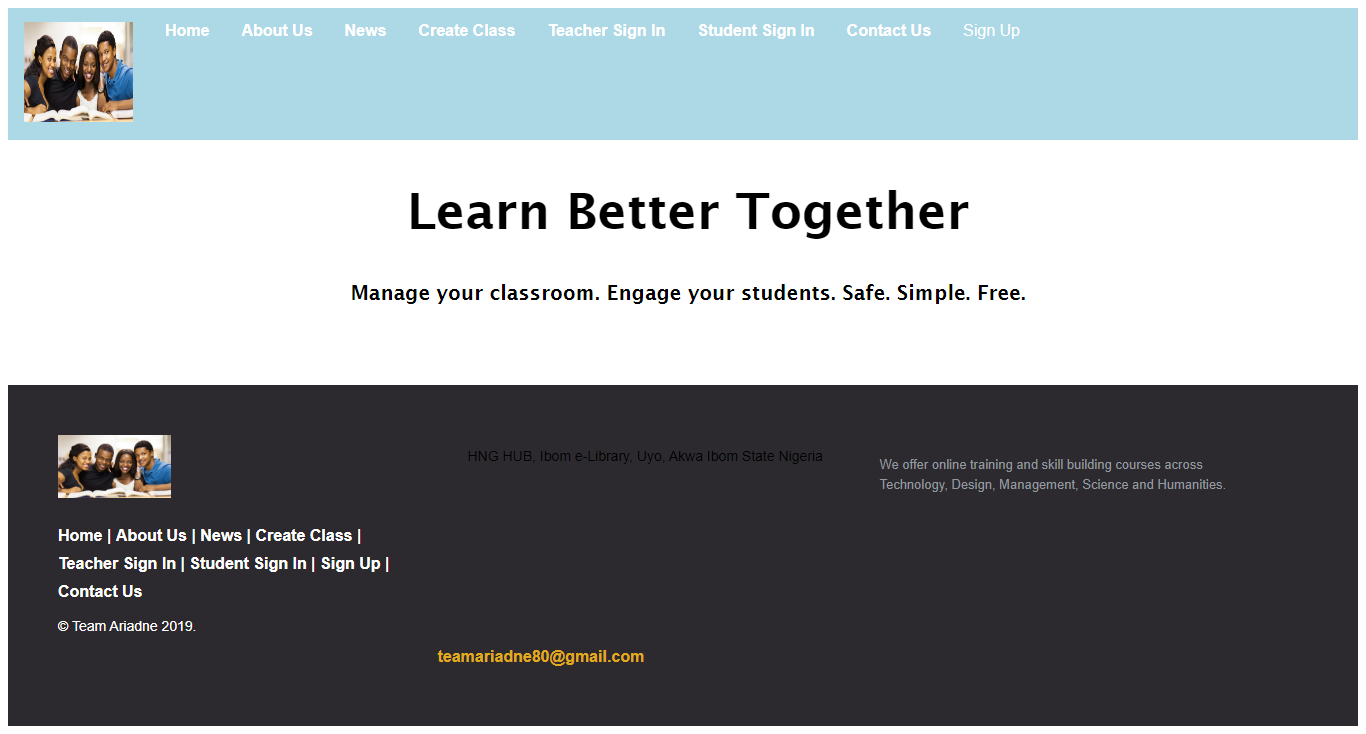 Home About Us News Create Class Teacher Sign In Student Sign In Contact Us Sign Up
Learn Better Together
Manage your classroom. Engage your students. Safe. Simple. Free.
Home | About Us | News | Create Class |
Teacher Sign In | Student Sign In | Sign Up |
Contact Us
© Team Ariadne 2019.
HNG HUB, Ibom e-Library, Uyo, Akwa Ibom State Nigeria
teamariadne80@gmail.com
We offer online training and skill building courses across
Technology, Design, Management, Science and Humanities.